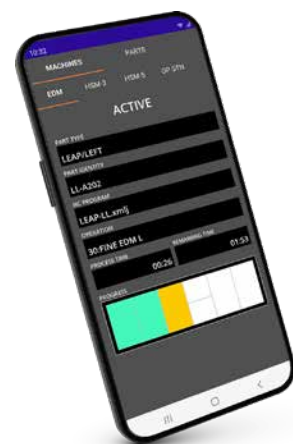 10:32
MACHINES PARTS
EDM HSM-3 HSM-5 OP STN
ACTIVE
PART TYPE
LEAP/LEFT
PART IDENTITY
LL-A202
NC PROGRAM
LEAP-LL.xmlj
OPERATION
30:FINE EDM L
PROCESS TIME REMAINING TIME
00:26 01:53
PROGRESS